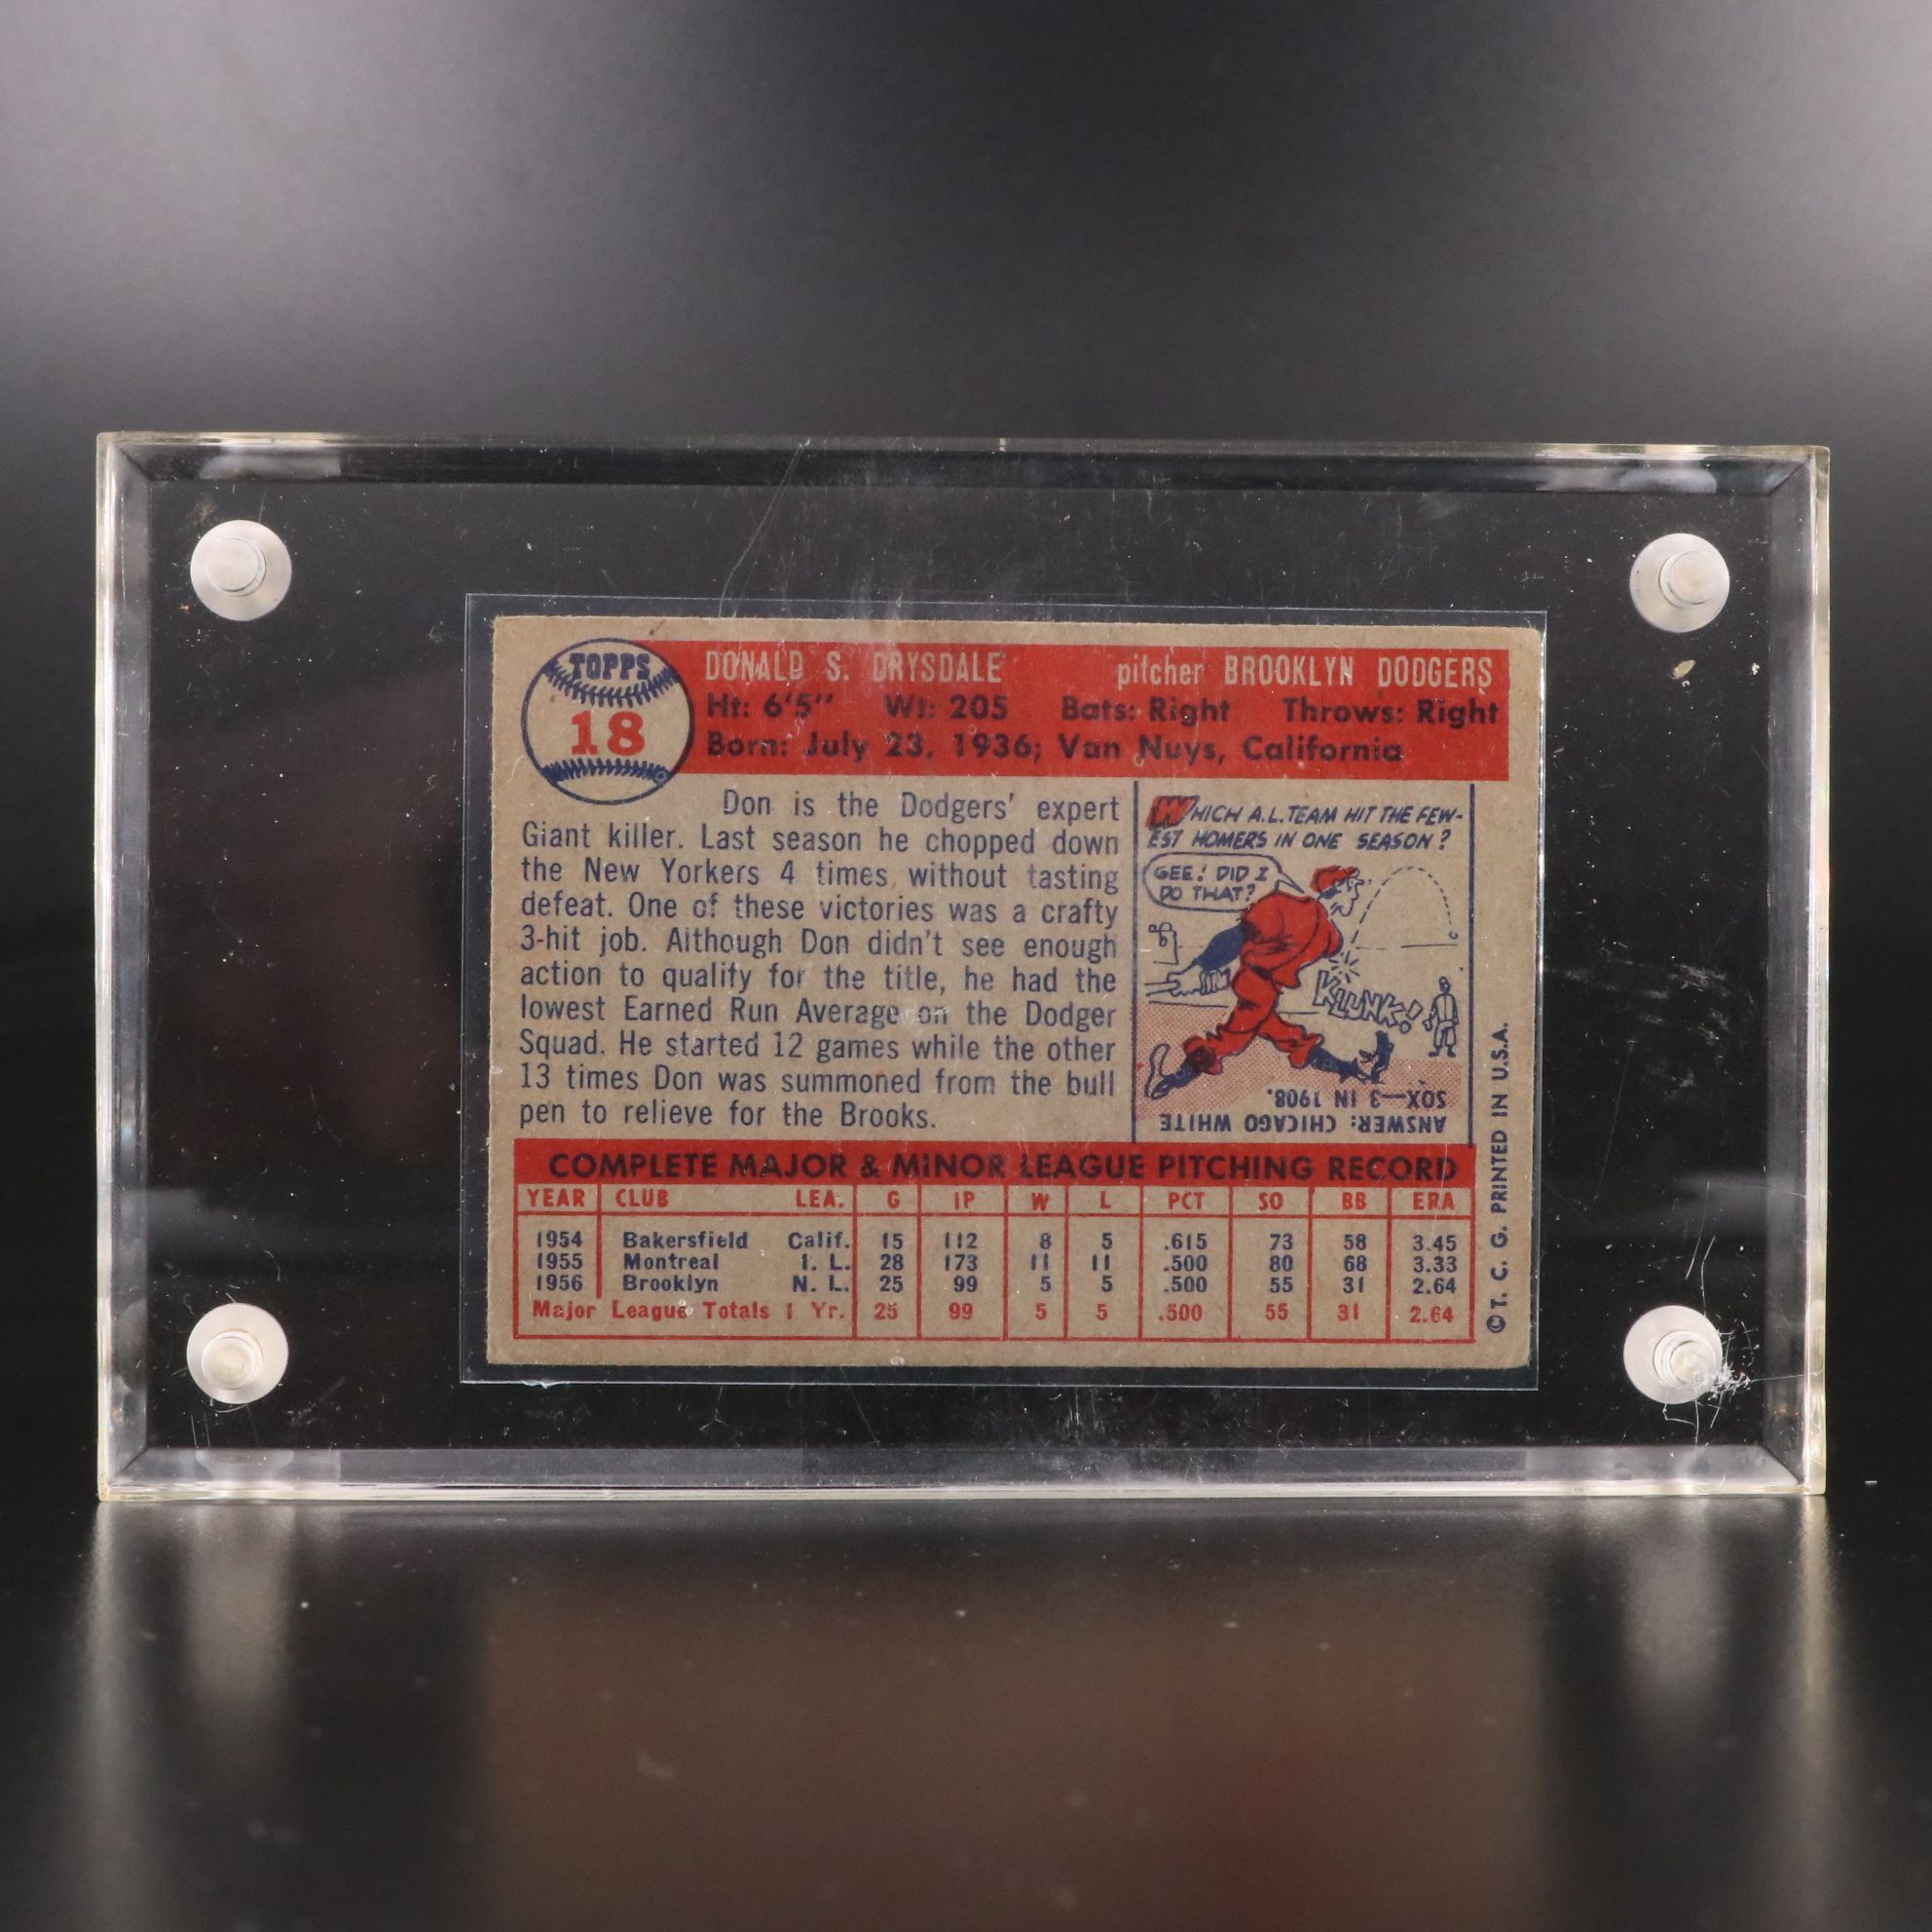 TOPPS
18
DONALD S. DRYSDALE pitcher BROOKLYN DODGERS
Ht: 6'5" Wt: 205 Bats: Right Throws: Right
Born: July 23, 1936; Van Nuys, California
Don is the Dodgers' expert
Giant killer. Last season he chopped down
the New Yorkers 4 times without tasting
defeat. One of these victories was a crafty
3-hit job. Although Don didn't see enough
action to qualify for the title, he had the
lowest Earned Run Average on the Dodger
Squad. He started 12 games while the other
13 times Don was summoned from the bull
pen to relieve for the Brooks.
WHICH A.L. TEAM HIT THE FEW-
EST HOMERS IN ONE SEASON?
GEE! DID I
DO THAT?
KLUNK!
ANSWER: CHICAGO WHITE
SOX—3 IN 1908.
COMPLETE MAJOR & MINOR LEAGUE PITCHING RECORD
YEAR CLUB LEA. G IP W L PCT SO BB ERA
1954 Bakersfield Calif. 15 112 8 5 .615 73 58 3.45
1955 Montreal I. L. 28 173 11 11 .500 80 68 3.33
1956 Brooklyn N. L. 25 99 5 5 .500 55 31 2.64
Major League Totals 1 Yr. 25 99 5 5 .500 55 31 2.64
©T. C. G. PRINTED IN U.S.A.